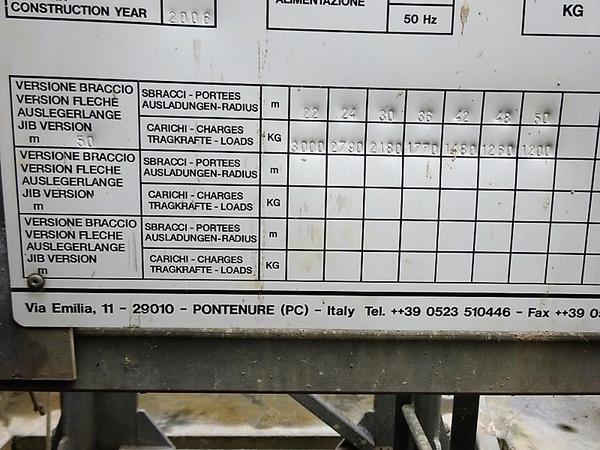 CONSTRUCTION YEAR 2006
ALIMENTAZIONE
50 Hz
KG
VERSIONE BRACCIO
VERSION FLECHE
AUSLEGERLANGE
JIB VERSION
m 50
SBRACCI - PORTEES
AUSLADUNGEN-RADIUS
m 22 24 30 36 42 48 50
CARICHI - CHARGES
TRAGKRAFTE - LOADS
KG 3000 2790 2180 1770 1480 1260 1200
VERSIONE BRACCIO
VERSION FLECHE
AUSLEGERLANGE
JIB VERSION
m
SBRACCI - PORTEES
AUSLADUNGEN-RADIUS
m
CARICHI - CHARGES
TRAGKRAFTE - LOADS
KG
VERSIONE BRACCIO
VERSION FLECHE
AUSLEGERLANGE
JIB VERSION
m
SBRACCI - PORTEES
AUSLADUNGEN-RADIUS
m
CARICHI - CHARGES
TRAGKRAFTE - LOADS
KG
Via Emilia, 11 - 29010 - PONTENURE (PC) - Italy Tel. ++39 0523 510446 - Fax ++39 0